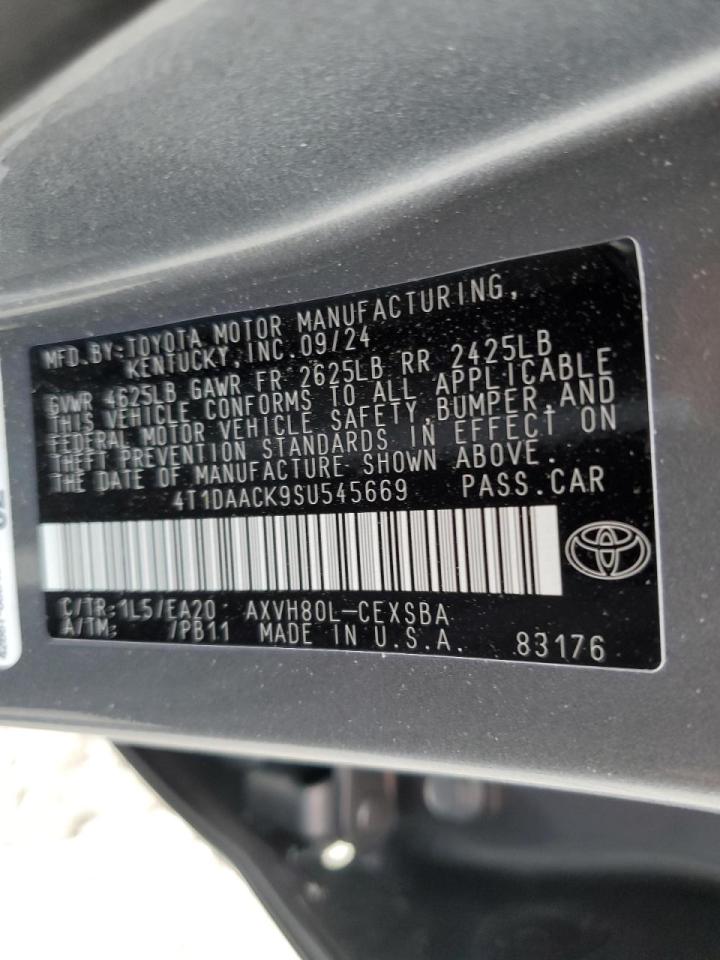 MFD.BY:TOYOTA MOTOR MANUFACTURING,
KENTUCKY, INC.09/24
GVWR 4625LB GAWR FR 2625LB RR 2425LB
THIS VEHICLE CONFORMS TO ALL APPLICABLE
FEDERAL MOTOR VEHICLE SAFETY,BUMPER,AND
THEFT PREVENTION STANDARDS IN EFFECT ON
THE DATE OF MANUFACTURE SHOWN ABOVE.
4T1DAACK9SU545669 PASS.CAR
C/TR:1L5/EA20 AXVH80L-CEXSBA
A/TM: /PB11 MADE IN U.S.A. 83176